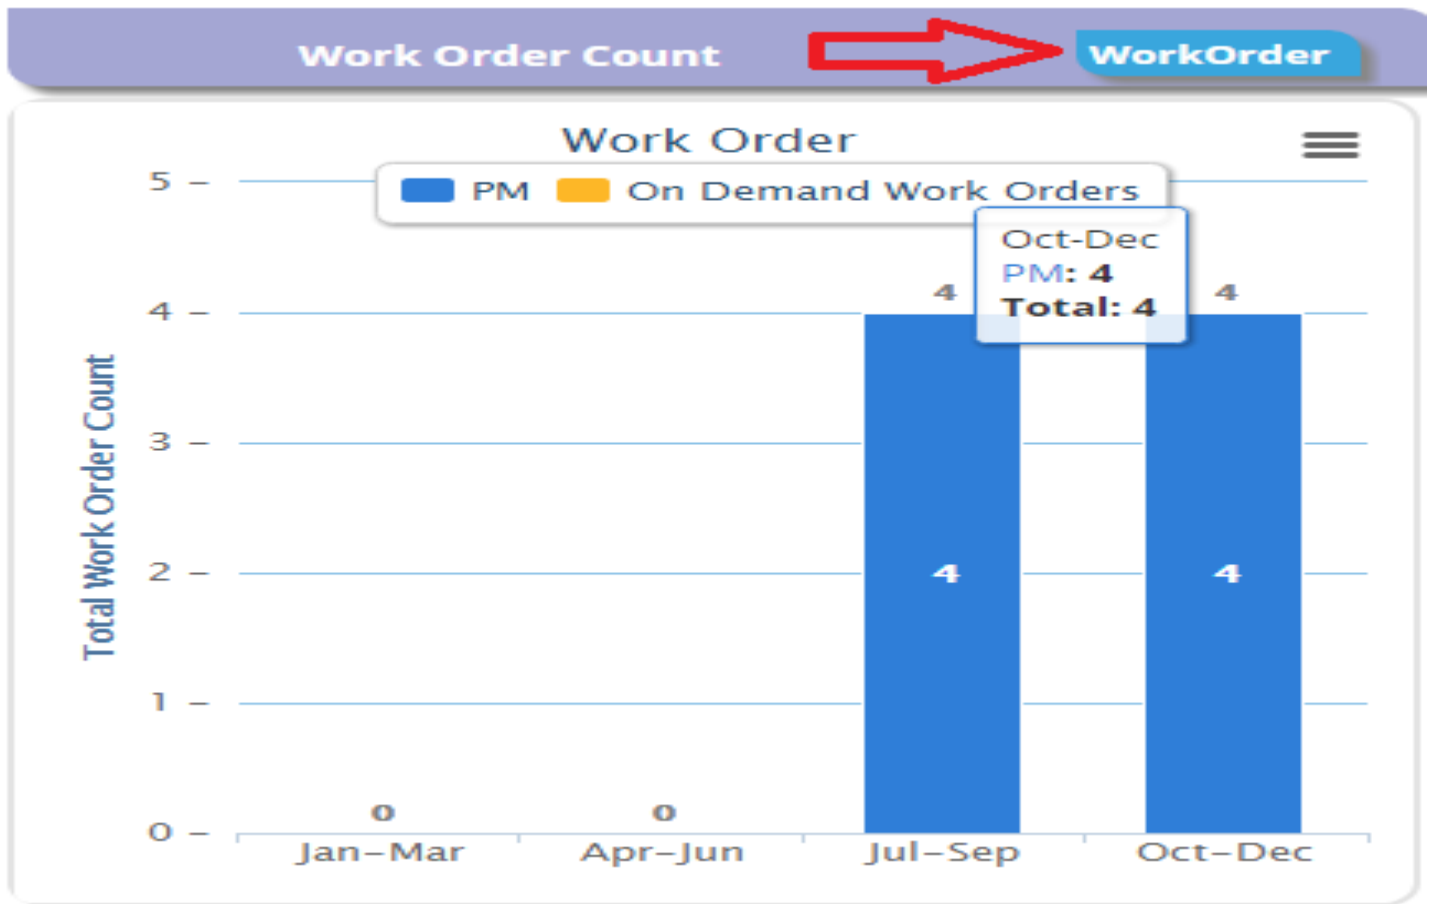 Work Order Count
WorkOrder
Work Order
PM On Demand Work Orders
Oct-Dec
PM: 4
Total: 4
Total Work Order Count
5
4
3
2
1
0
4 4
4 4
0 0
Jan-Mar Apr-Jun Jul-Sep Oct-Dec